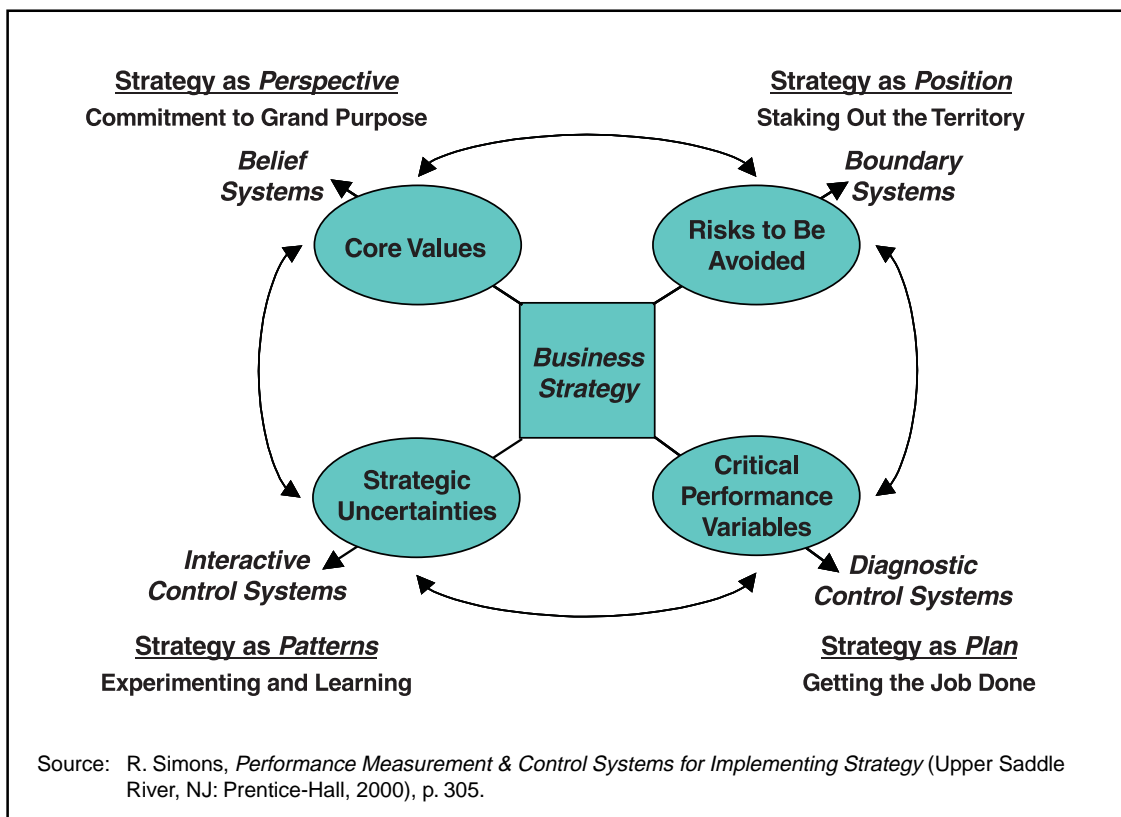 Strategy as Perspective
Commitment to Grand Purpose
Strategy as Position
Staking Out the Territory
Belief
Systems
Boundary
Systems
Core Values
Risks to Be
Avoided
Business
Strategy
Strategic
Uncertainties
Critical
Performance
Variables
Interactive
Control Systems
Diagnostic
Control Systems
Strategy as Patterns
Experimenting and Learning
Strategy as Plan
Getting the Job Done
Source: R. Simons, Performance Measurement & Control Systems for Implementing Strategy (Upper Saddle
River, NJ: Prentice-Hall, 2000), p. 305.